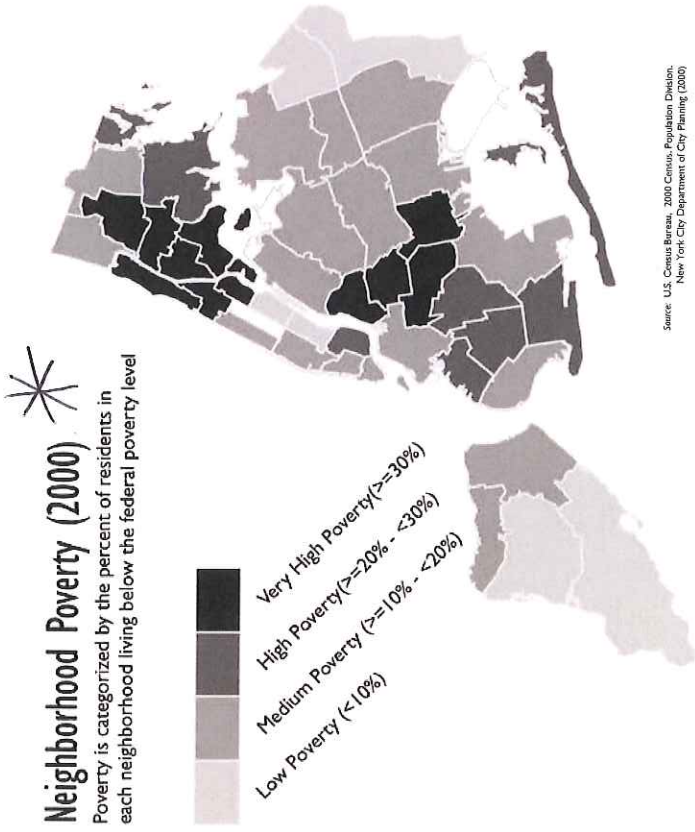 Neighborhood Poverty (2000)
Poverty is categorized by the percent of residents in
each neighborhood living below the federal poverty level
Very High Poverty(>=30%)
High Poverty(>=20% - <30%)
Medium Poverty (>=10% - <20%)
Low Poverty (<10%)
Source: U.S. Census Bureau, 2000 Census, Population Division.
New York City Department of City Planning (2000)